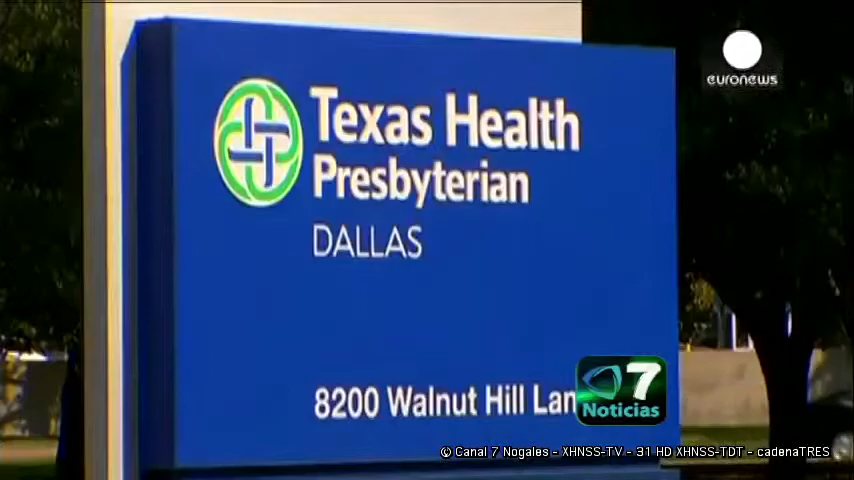 euronews
Texas Health
Presbyterian
DALLAS
8200 Walnut Hill Lan
7
Noticias
© Canal 7 Nogales - XHNSS-TV - 31 HD XHNSS-TDT - cadenaTRES